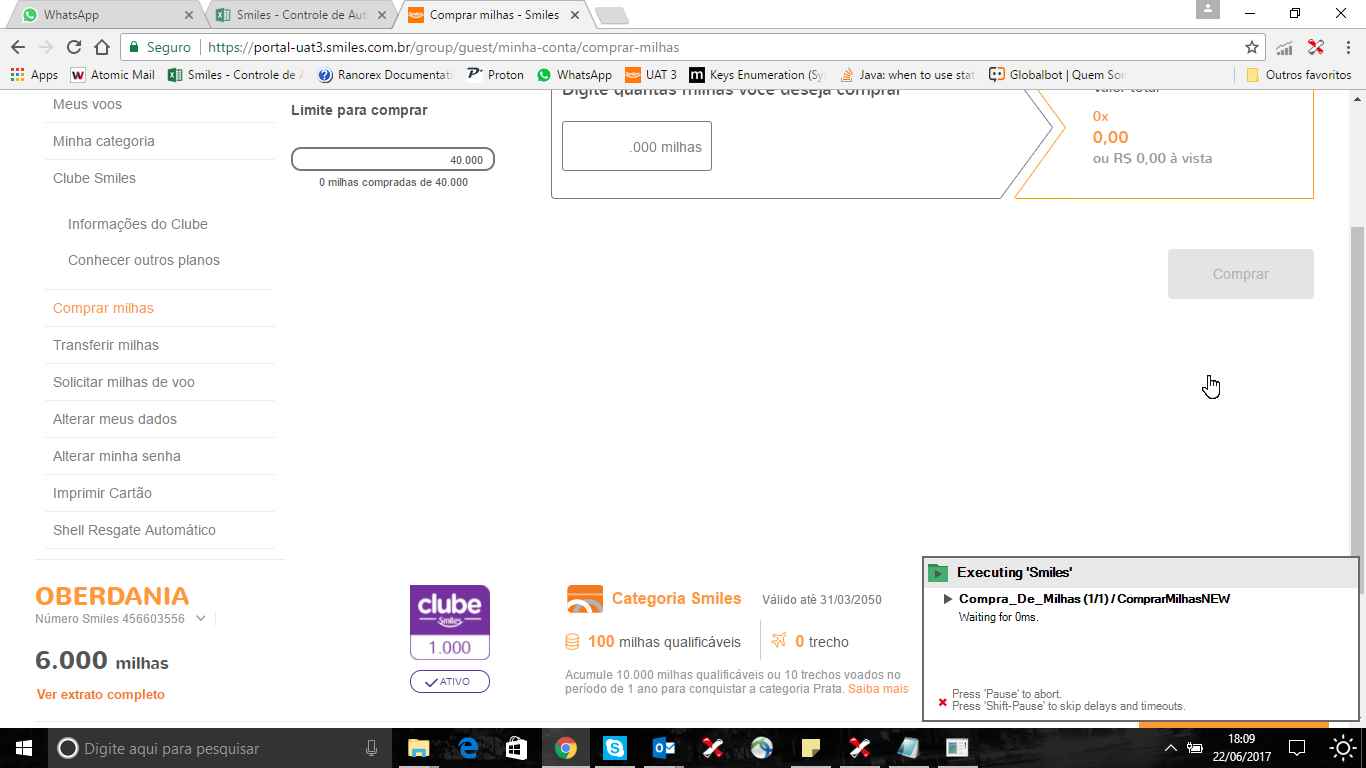 WhatsApp
Smiles - Controle de Aut
Comprar milhas - Smiles
Seguro
https://portal-uat3.smiles.com.br/group/guest/minha-conta/comprar-milhas
Apps
Atomic Mail
Smiles - Controle de A
Ranorex Documentati
Proton
WhatsApp
UAT 3
Keys Enumeration (Sy
Java: when to use stat
Globalbot | Quem Som
Outros favoritos
Meus voos
Minha categoria
Clube Smiles
Informações do Clube
Conhecer outros planos
Comprar milhas
Transferir milhas
Solicitar milhas de voo
Alterar meus dados
Alterar minha senha
Imprimir Cartão
Shell Resgate Automático
Limite para comprar
40.000
0 milhas compradas de 40.000
Digite quantas milhas você deseja comprar
.000 milhas
Valor total
0x
0,00
ou R$ 0,00 à vista
Comprar
OBERDANIA
Número Smiles 456603556
6.000 milhas
Ver extrato completo
clube
Smiles
1.000
ATIVO
Categoria Smiles
Válido até 31/03/2050
100 milhas qualificáveis
0 trecho
Acumule 10.000 milhas qualificáveis ou 10 trechos voados no
período de 1 ano para conquistar a categoria Prata. Saiba mais
Executing 'Smiles'
Compra_De_Milhas (1/1) / ComprarMilhasNEW
Waiting for 0ms.
Press 'Pause' to abort.
Press 'Shift-Pause' to skip delays and timeouts.
Digite aqui para pesquisar
18:09
22/06/2017